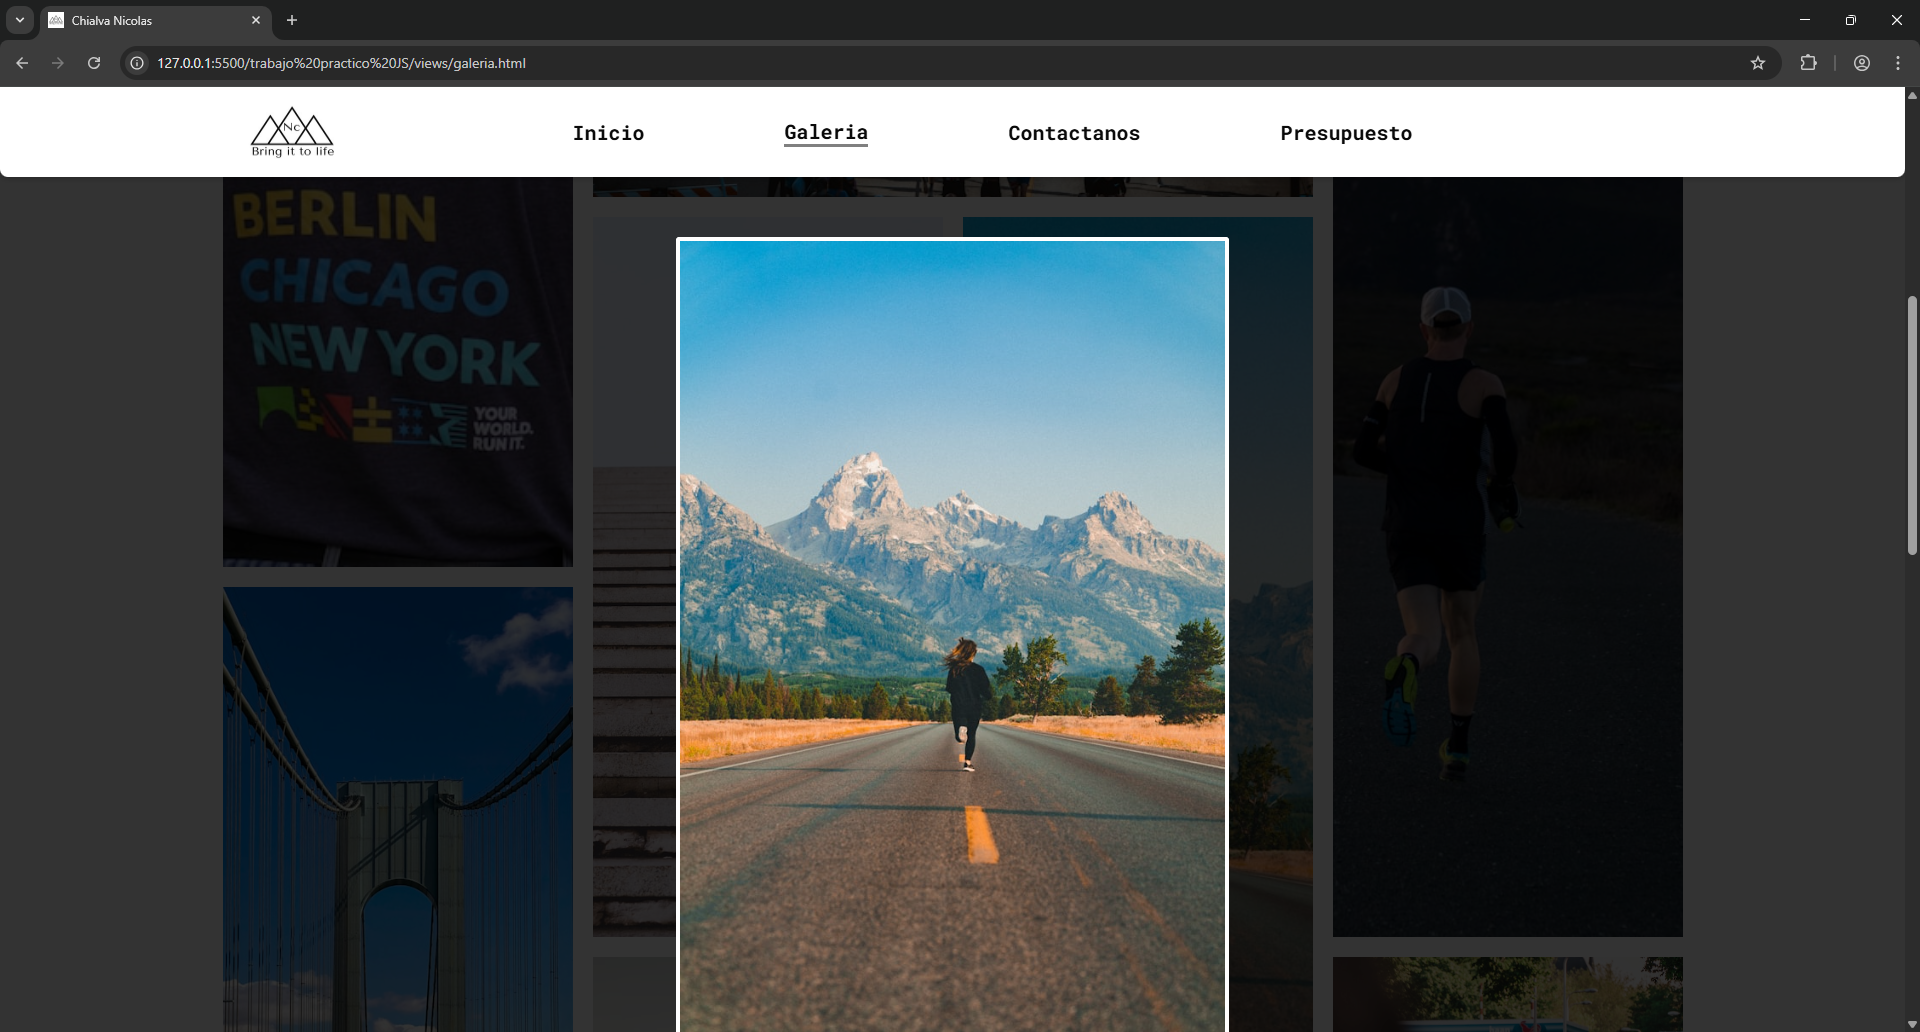 Chialva Nicolas
127.0.0.1:5500/trabajo%20practico%20JS/views/galeria.html
Nc
Bring it to life
Inicio
Galeria
Contactanos
Presupuesto
BERLIN
CHICAGO
NEW YORK
YOUR
WORLD.
RUN IT.